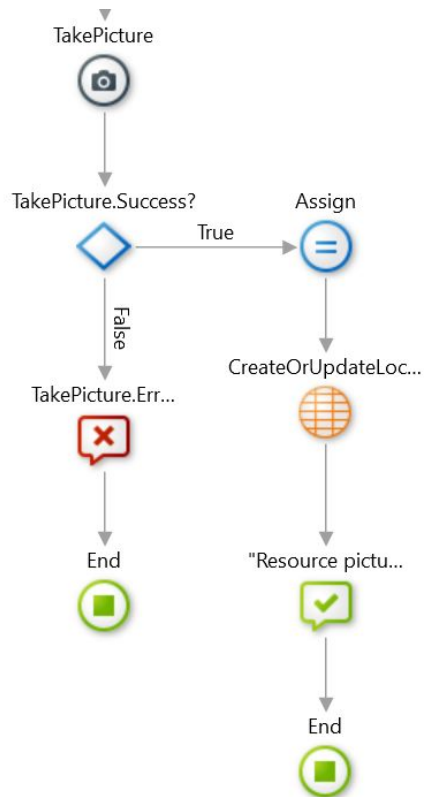 TakePicture
TakePicture.Success?
Assign
True
False
CreateOrUpdateLoc...
TakePicture.Err...
End
"Resource pictu...
End